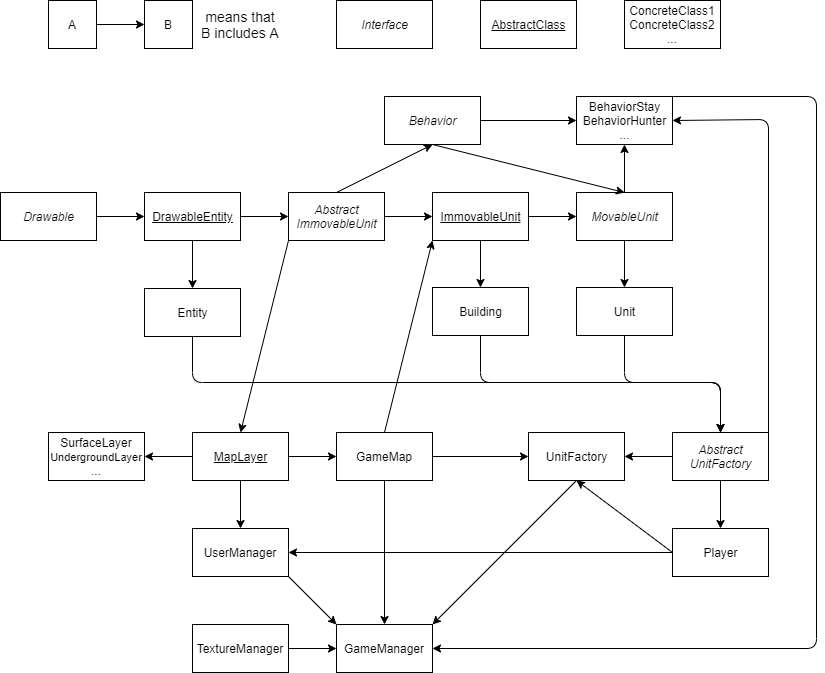 A
B
means that
B includes A
Interface
AbstractClass
ConcreteClass1
ConcreteClass2
...
Behavior
BehaviorStay
BehaviorHunter
...
Drawable
DrawableEntity
Abstract
ImmovableUnit
ImmovableUnit
MovableUnit
Entity
Building
Unit
SurfaceLayer
UndergroundLayer
...
MapLayer
GameMap
UnitFactory
Abstract
UnitFactory
UserManager
Player
TextureManager
GameManager